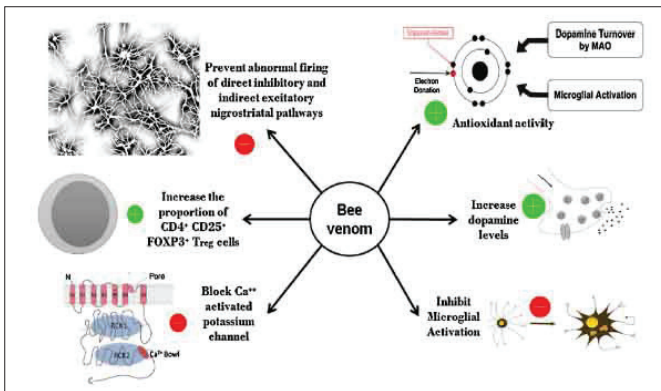 Prevent abnormal firing
of direct inhibitory and
indirect excitatory
nigrostriatal pathways
Electron
Donation
Dopamine Turnover
by MAO
Microglial Activation
Antioxidant activity
Increase the
proportion of
CD4⁺ CD25⁺
FOXP3⁺ Treg cells
Bee
venom
Increase
dopamine
levels
N
Pore
Block Ca⁺⁺
activated
potassium
channel
RCK1
RCK2
Ca²⁺ Bowl
C
Inhibit
Microglial
Activation